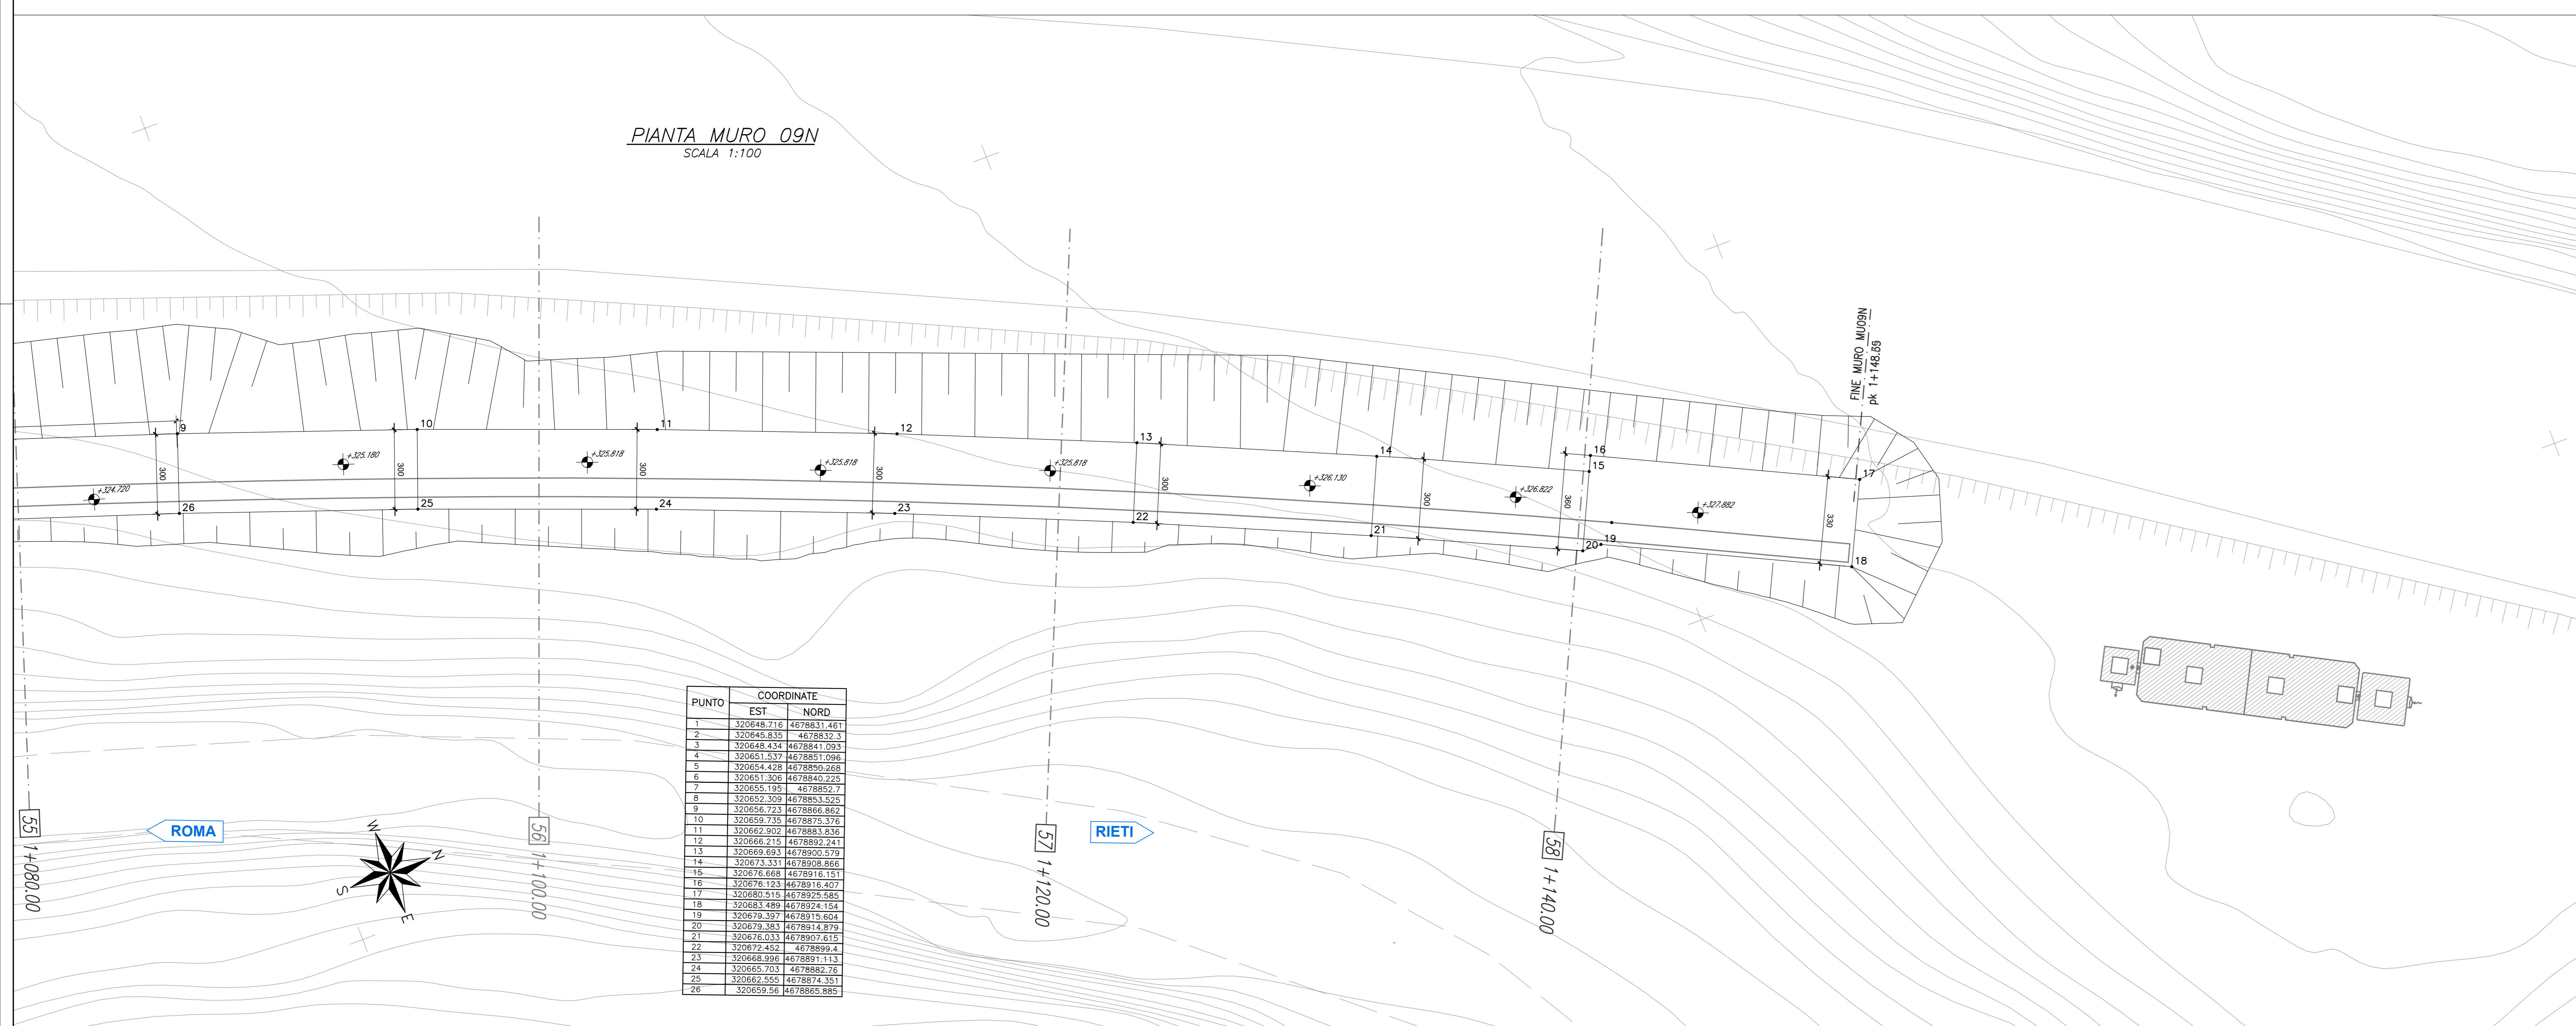 PIANTA MURO 09N
SCALA 1:100
FINE MURO MU09N
pk 1+148.69
9
10
11
12
13
14
16
15
17
+325.180
+325.818
+325.818
+325.818
+326.130
+326.822
+327.882
+324.720
300
300
300
300
300
300
360
330
26
25
24
23
22
21
20
19
18
PUNTO COORDINATE
EST NORD
1 320648.716 4678831.461
2 320645.835 4678832.3
3 320648.434 4678841.093
4 320651.537 4678851.096
5 320654.428 4678850.268
6 320651.306 4678840.225
7 320655.195 4678852.7
8 320652.309 4678853.525
9 320656.723 4678866.862
10 320659.735 4678875.376
11 320662.902 4678883.836
12 320666.215 4678892.241
13 320669.693 4678900.579
14 320673.331 4678908.866
15 320676.668 4678916.151
16 320676.123 4678916.407
17 320680.515 4678925.585
18 320683.489 4678924.154
19 320679.397 4678915.604
20 320679.383 4678914.879
21 320676.033 4678907.615
22 320672.452 4678899.4
23 320668.996 4678891.113
24 320665.703 4678882.76
25 320662.555 4678874.351
26 320659.56 4678865.885
55 1+080.00
ROMA
W
N
S
E
56 1+100.00
57 1+120.00
RIETI
58 1+140.00